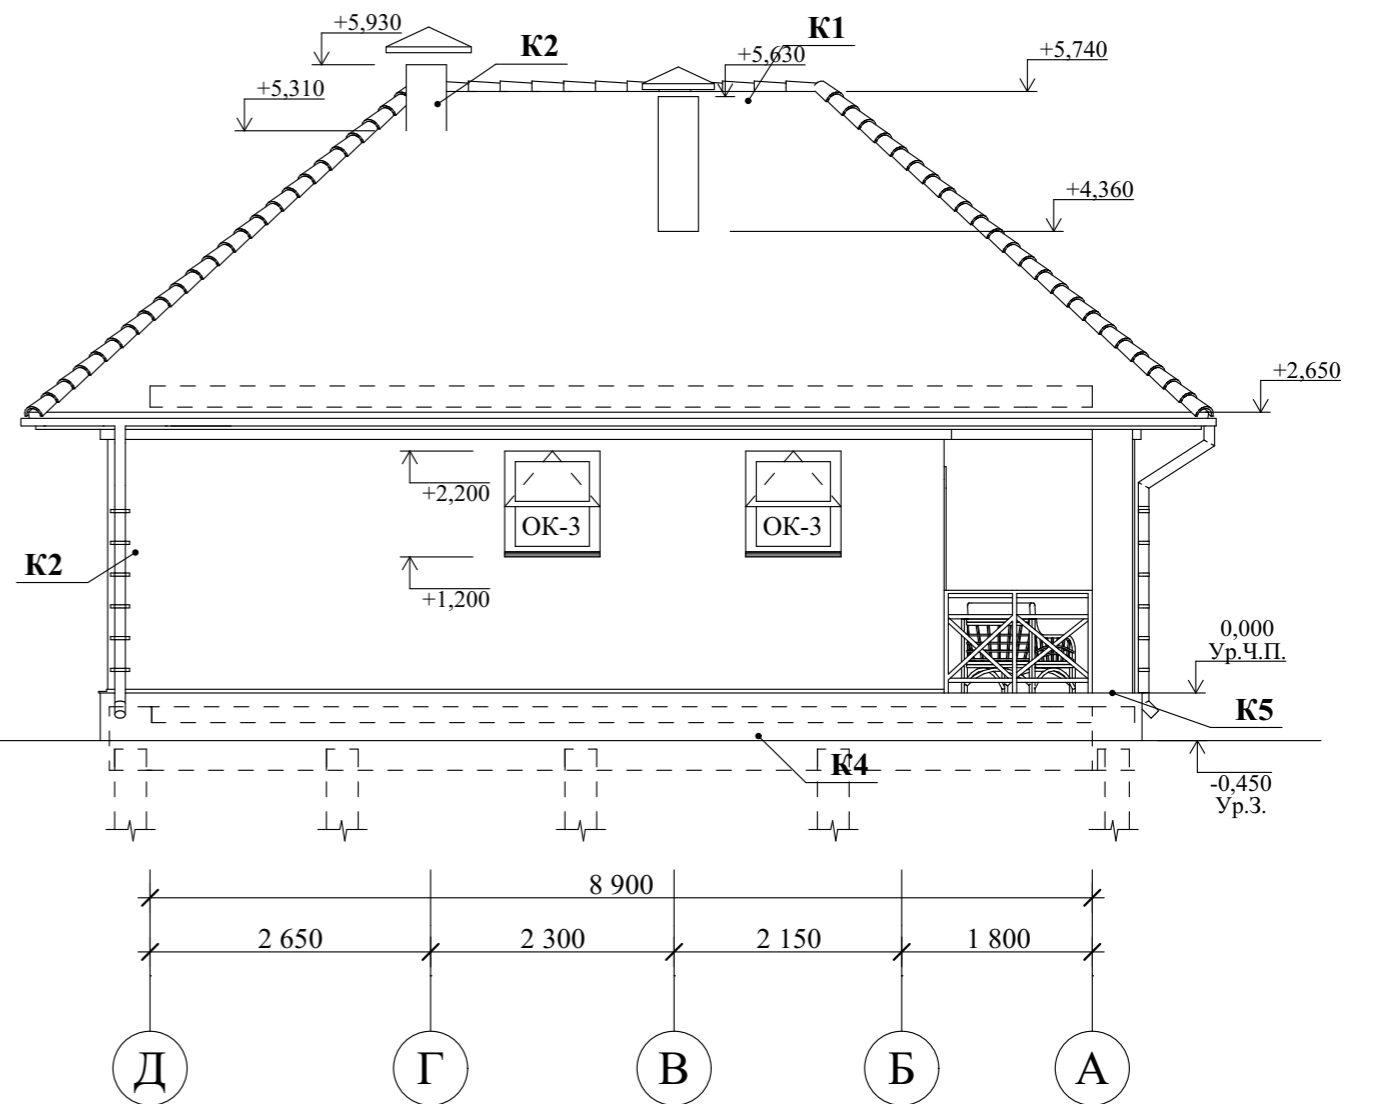 +5,930
К2
К1
+5,630
+5,740
+5,310
+4,360
+2,650
+2,200
ОК-3
ОК-3
К2
+1,200
0,000
Ур.Ч.П.
К5
К4
-0,450
Ур.З.
8 900
2 650
2 300
2 150
1 800
Д
Г
В
Б
А